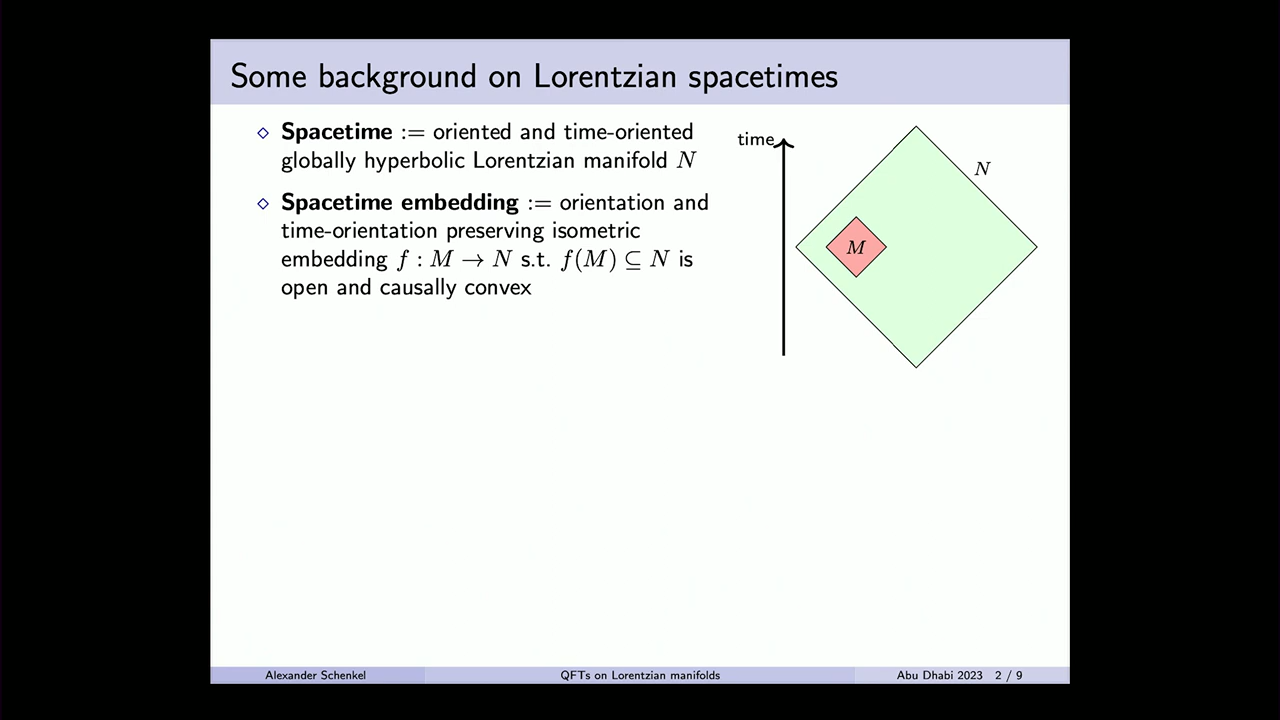 Some background on Lorentzian spacetimes
⋄ Spacetime := oriented and time-oriented
globally hyperbolic Lorentzian manifold N
⋄ Spacetime embedding := orientation and
time-orientation preserving isometric
embedding f : M → N s.t. f(M) ⊆ N is
open and causally convex
time
N
M
Alexander Schenkel
QFTs on Lorentzian manifolds
Abu Dhabi 2023 2 / 9